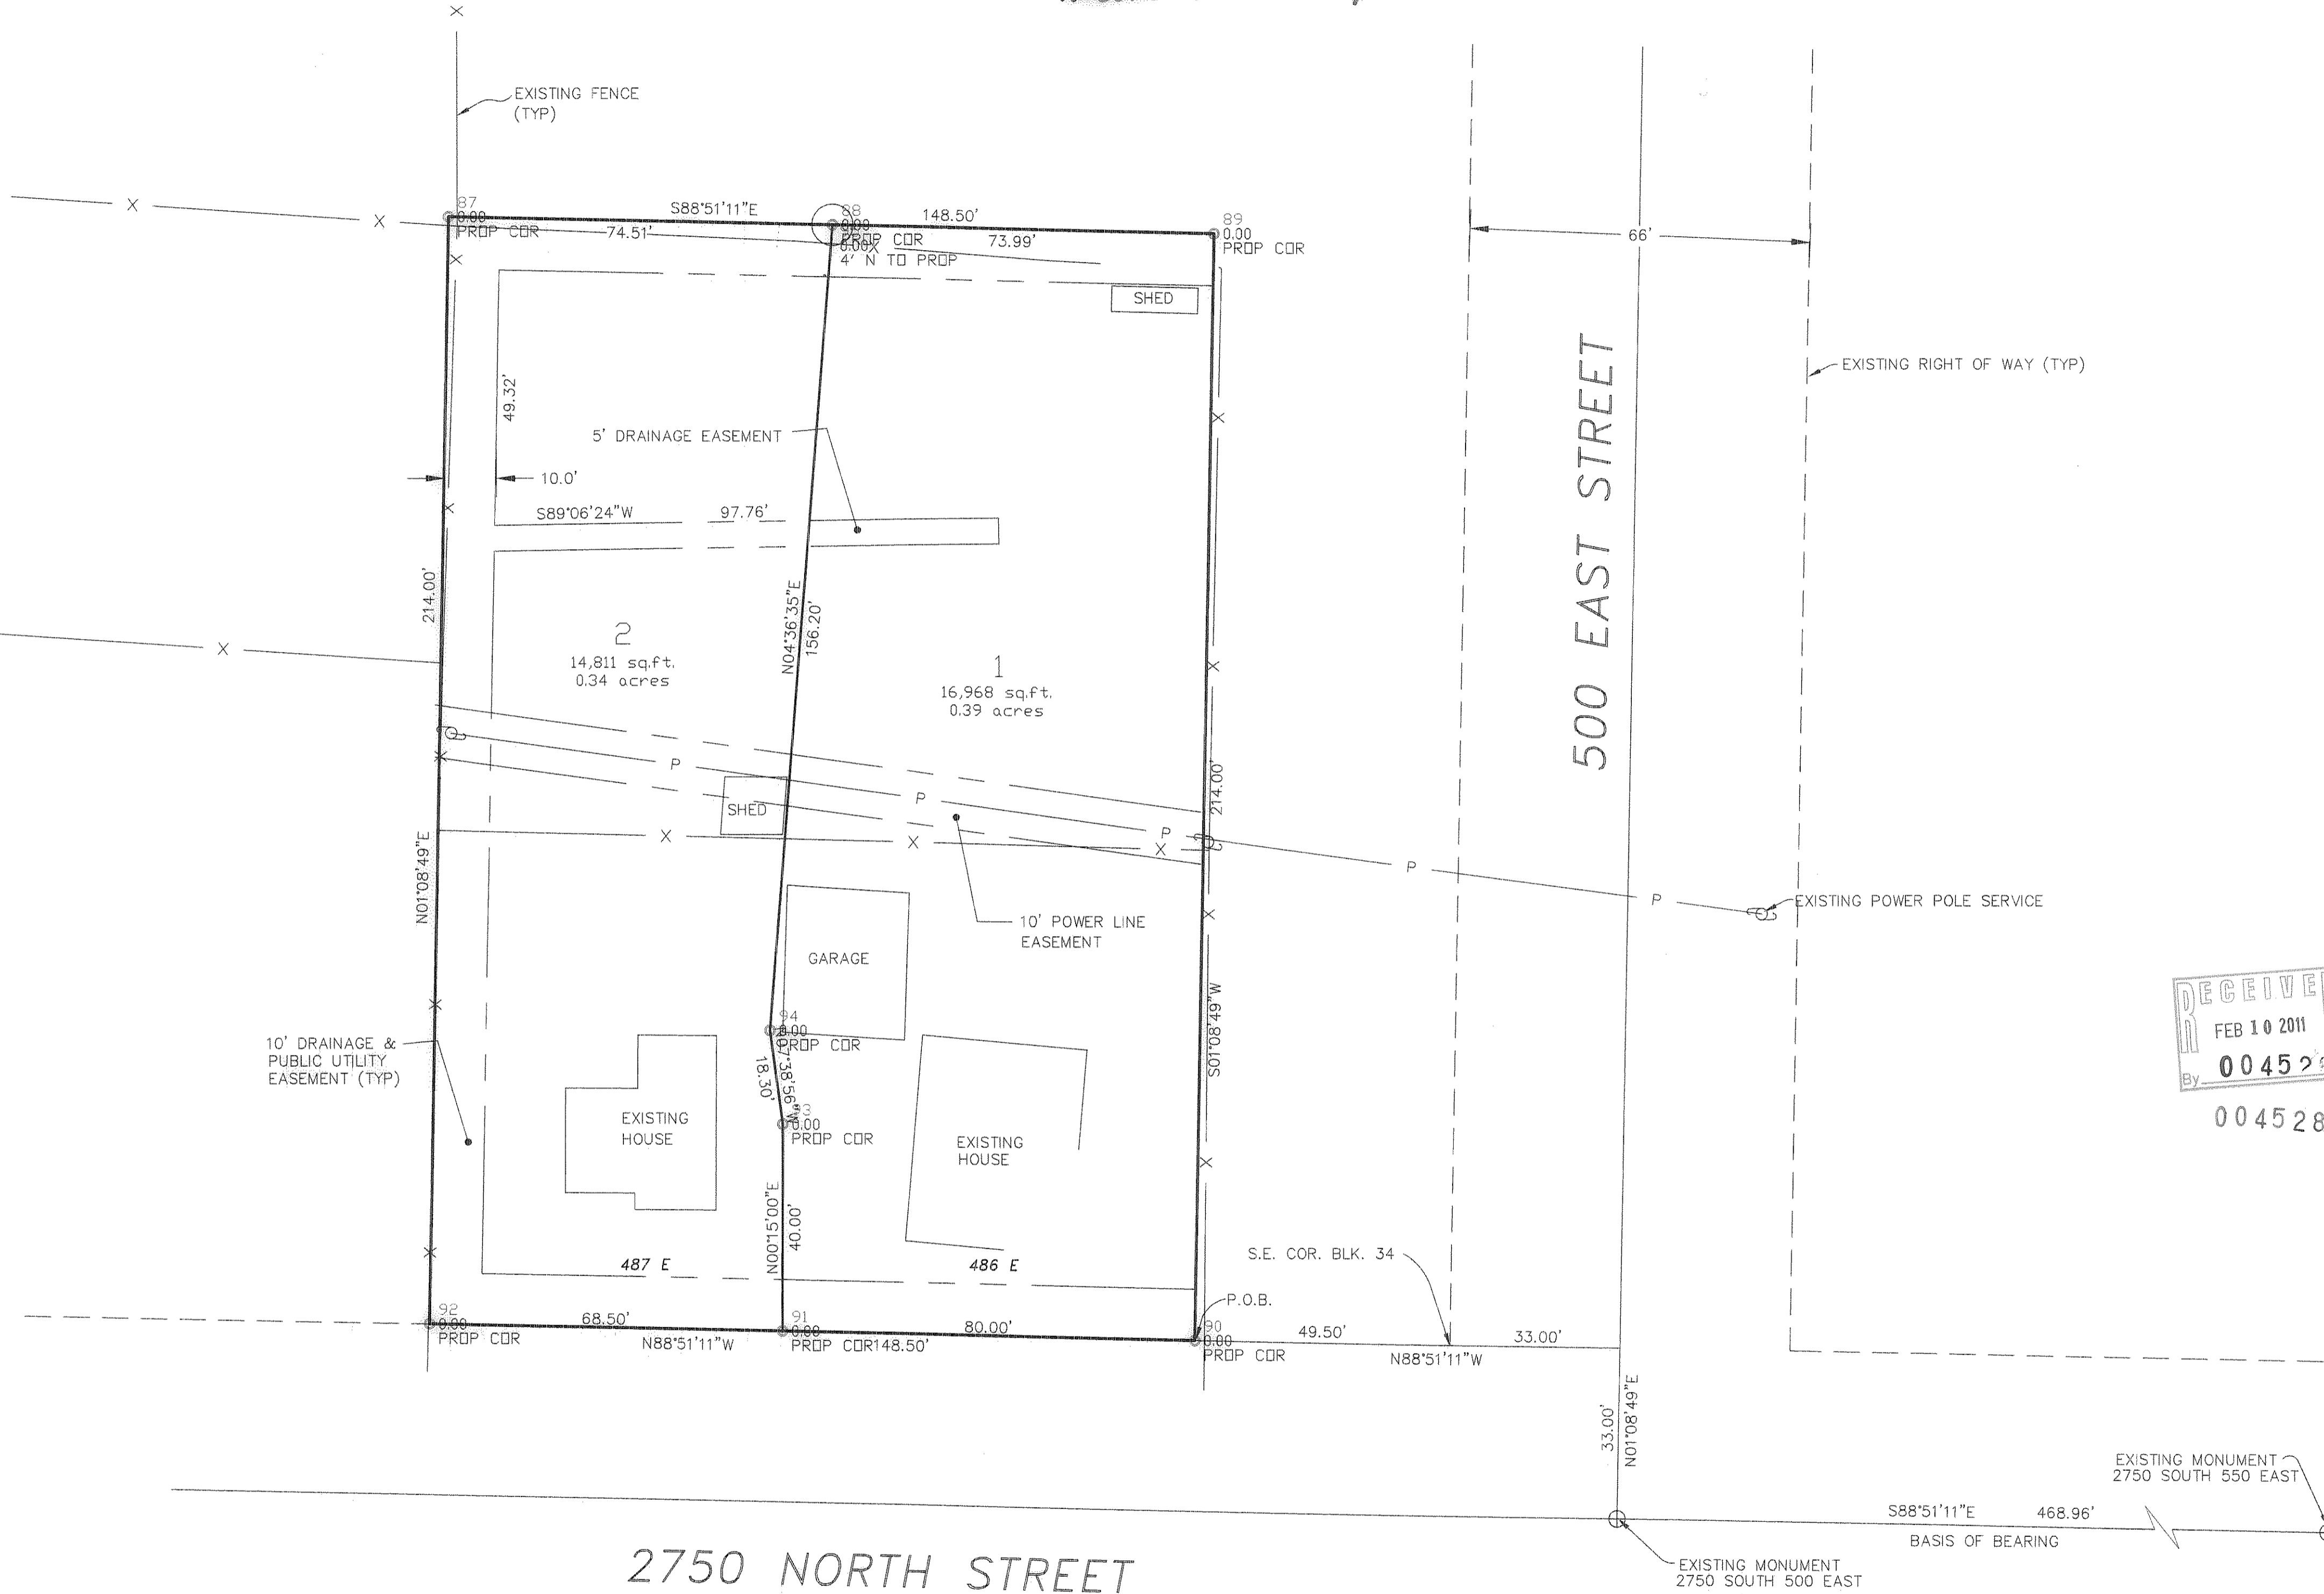 EXISTING FENCE
(TYP)
87
0.00
PROP COR
S88°51'11"E
74.51'
88
0.00
PROP COR
0.00
4' N TO PROP
148.50'
73.99'
89
0.00
PROP COR
66'
SHED
EXISTING RIGHT OF WAY (TYP)
49.32'
5' DRAINAGE EASEMENT
10.0'
S89°06'24"W 97.76'
500 EAST STREET
214.00'
N01°08'49"E
2
14,811 sq.ft.
0.34 acres
N04°36'35"E
156.20'
1
16,968 sq.ft.
0.39 acres
X
P
SHED
214.00'
S01°08'49"W
EXISTING POWER POLE SERVICE
10' POWER LINE
EASEMENT
GARAGE
94
0.00
PROP COR
18.30'
10' DRAINAGE &
PUBLIC UTILITY
EASEMENT (TYP)
EXISTING
HOUSE
0.00
PROP COR
EXISTING
HOUSE
RECEIVE
FEB 10 2011
By
004528
N00°15'00"E
40.00'
487 E
486 E
S.E. COR. BLK. 34
P.O.B.
92
0.00
PROP COR
68.50'
N88°51'11"W
91
0.00
PROP COR
148.50'
80.00'
90
0.00
PROP COR
49.50'
N88°51'11"W
33.00'
33.00'
N01°08'49"E
EXISTING MONUMENT
2750 SOUTH 550 EAST
S88°51'11"E 468.96'
BASIS OF BEARING
EXISTING MONUMENT
2750 SOUTH 500 EAST
2750 NORTH STREET